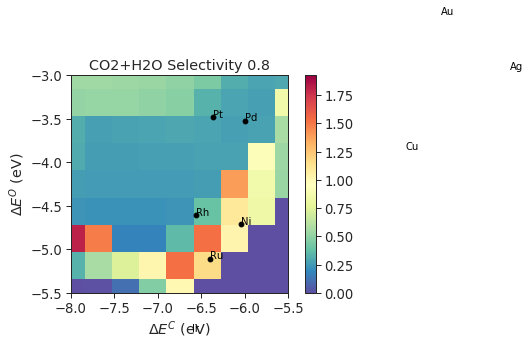 Au
CO2+H2O Selectivity 0.8
Ag
−3.0
−3.5
−4.0
−4.5
−5.0
−5.5
ΔE^O (eV)
Pt
Pd
Cu
Rh
Ni
Ru
1.75
1.50
1.25
1.00
0.75
0.50
0.25
0.00
−8.0 −7.5 −7.0 −6.5 −6.0 −5.5
ΔE^C (eV)
Ir